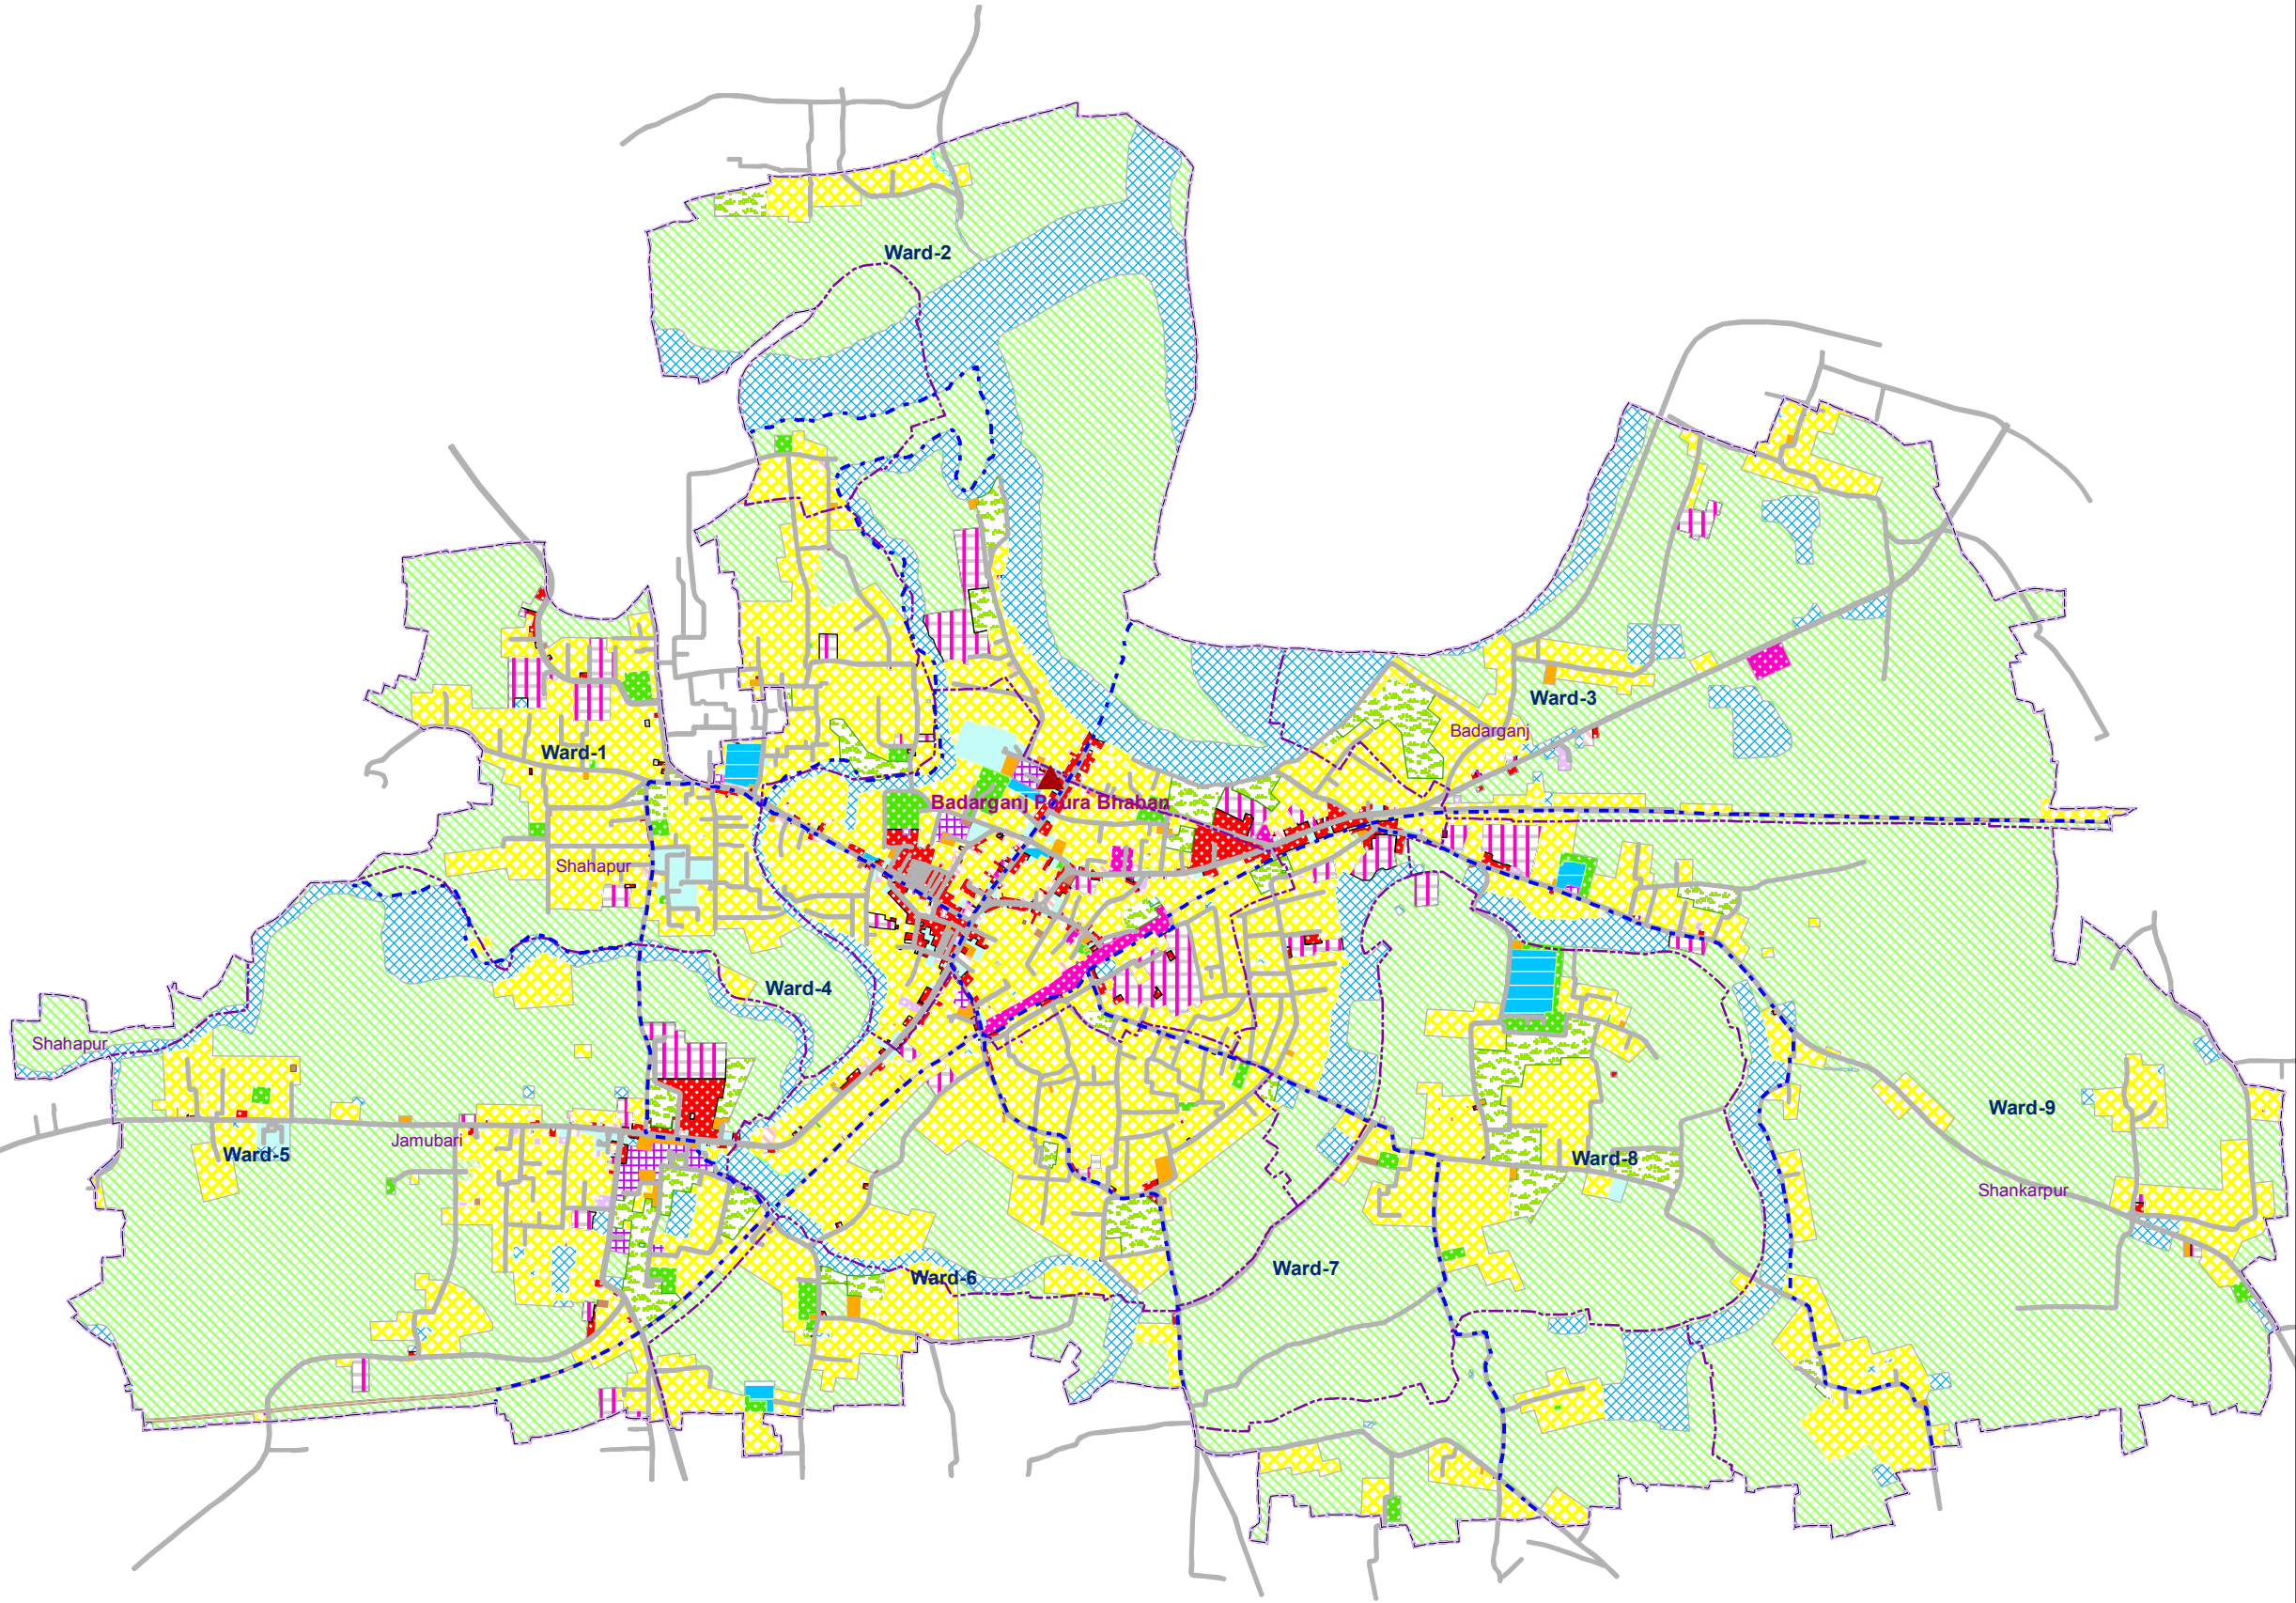 Ward-2
Ward-3
Badarganj
Ward-1
Badarganj Poura Bhaban
Shahapur
Ward-4
Shahapur
Ward-9
Jamubari
Ward-5
Ward-8
Shankarpur
Ward-7
Ward-6